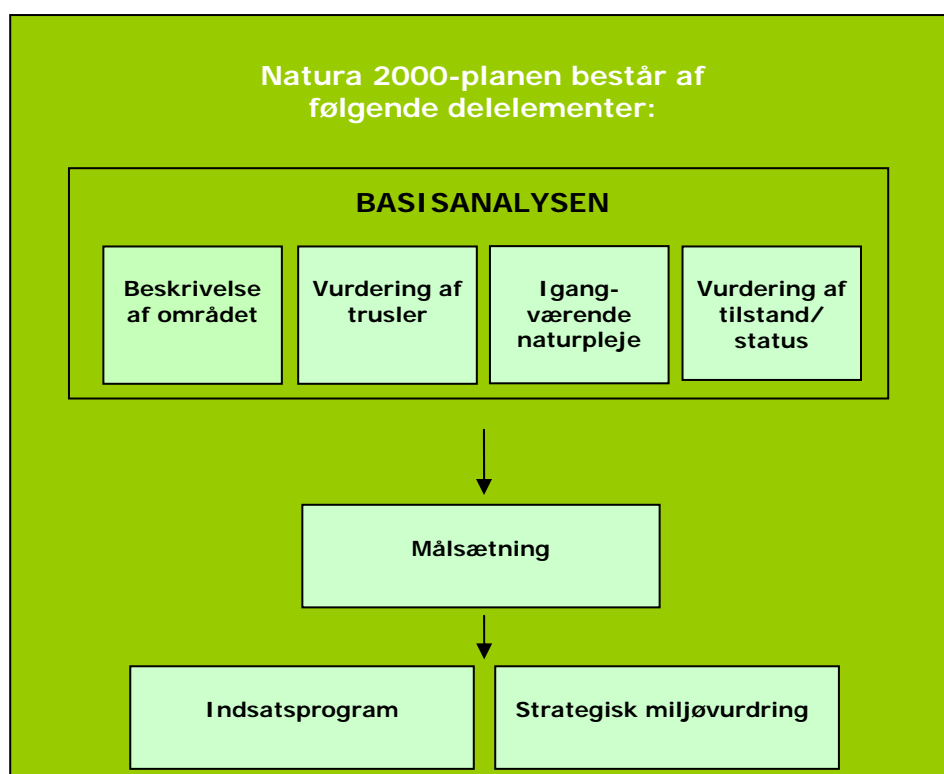 Natura 2000-planen består af
følgende delelementer:
BASISANALYSEN
Beskrivelse
af området
Vurdering af
trusler
Igang-
værende
naturpleje
Vurdering af
tilstand/
status
Målsætning
Indsatsprogram
Strategisk miljøvurdring